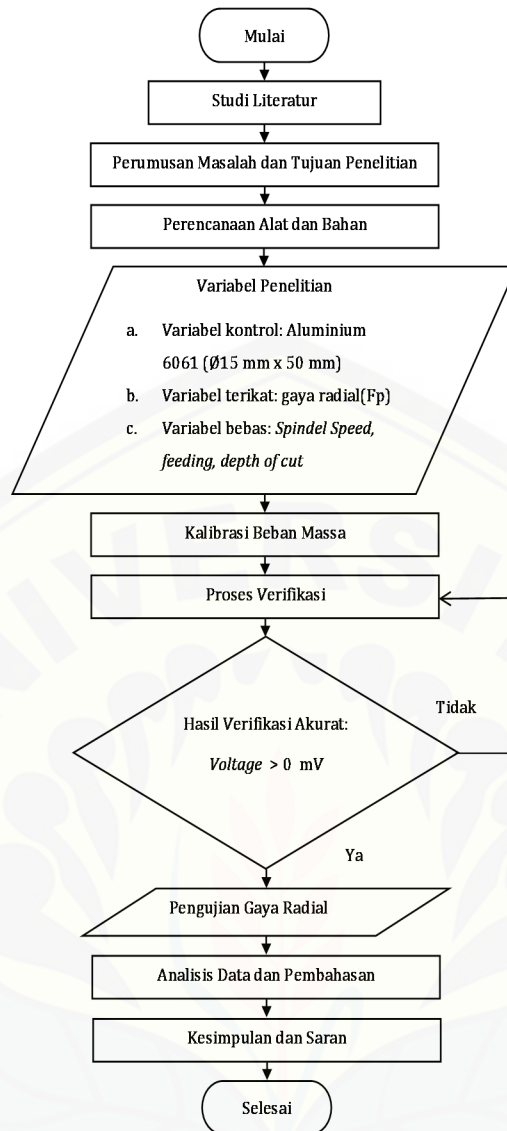 Mulai
Studi Literatur
Perumusan Masalah dan Tujuan Penelitian
Perencanaan Alat dan Bahan
Variabel Penelitian
a. Variabel kontrol: Aluminium
6061 (Ø15 mm x 50 mm)
b. Variabel terikat: gaya radial(Fp)
c. Variabel bebas: Spindel Speed,
feeding, depth of cut
Kalibrasi Beban Massa
Proses Verifikasi
Hasil Verifikasi Akurat:
Voltage > 0 mV
Tidak
Ya
Pengujian Gaya Radial
Analisis Data dan Pembahasan
Kesimpulan dan Saran
Selesai